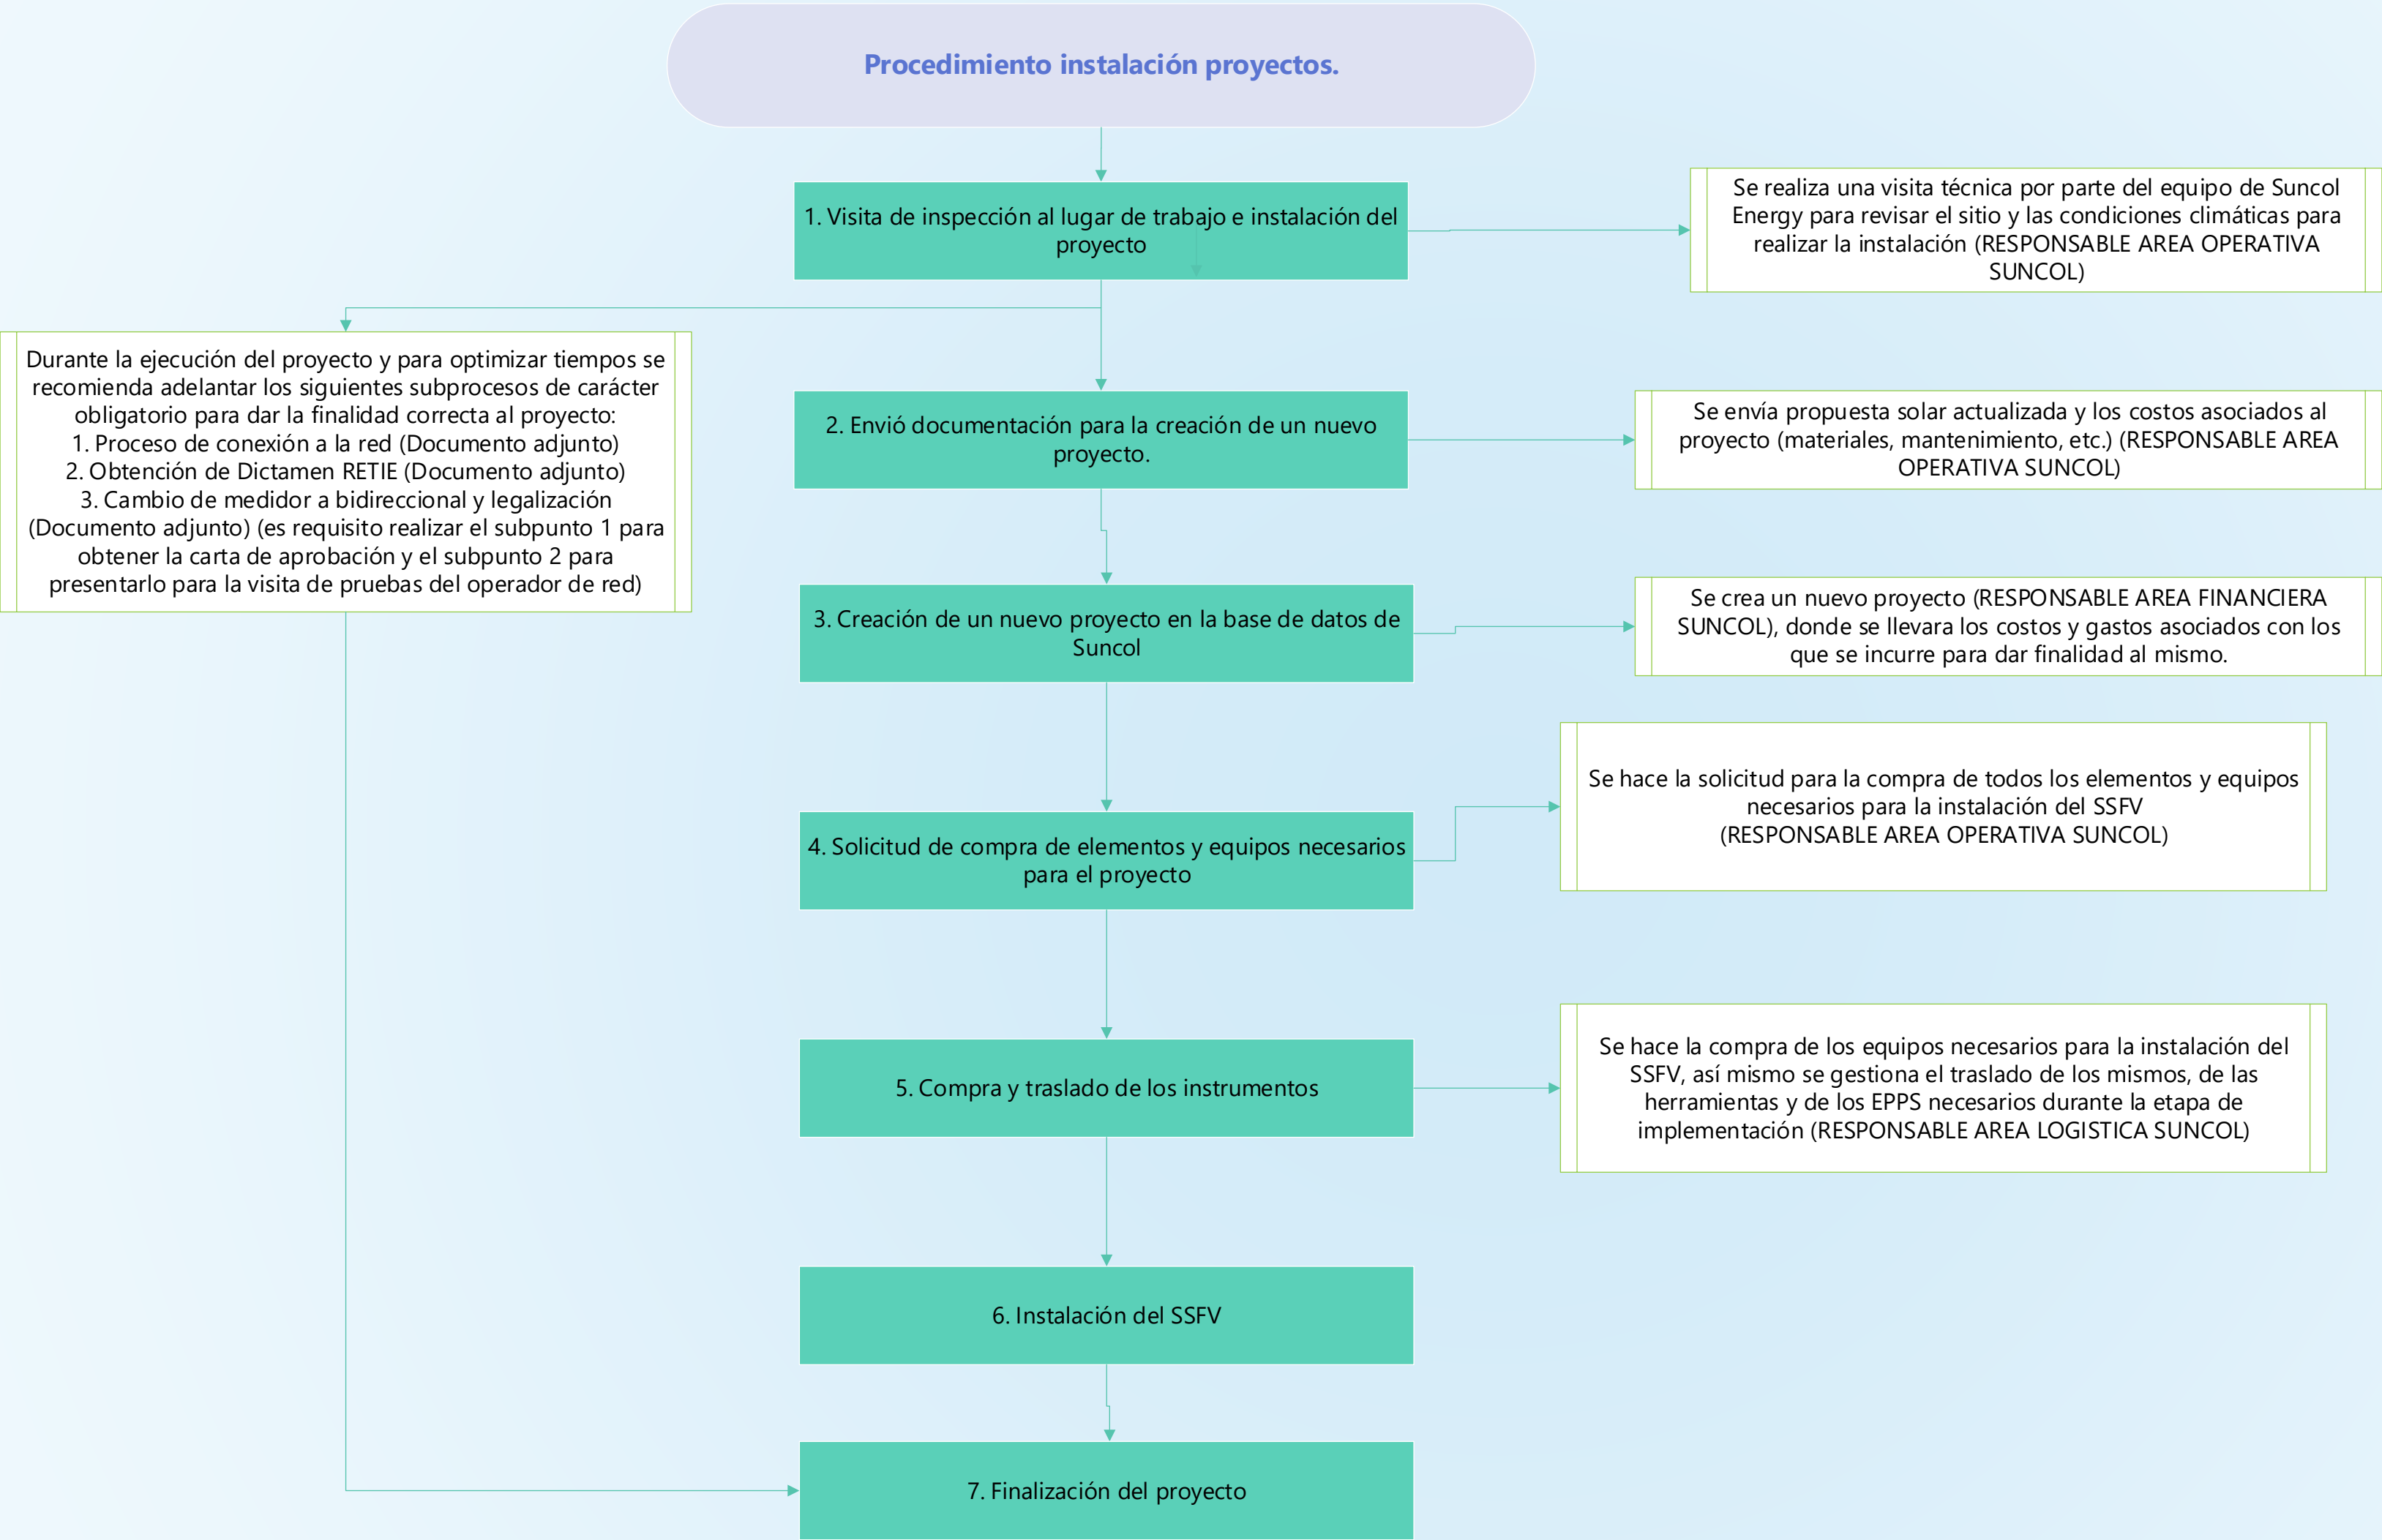 Procedimiento instalación proyectos.
1. Visita de inspección al lugar de trabajo e instalación del
proyecto
Se realiza una visita técnica por parte del equipo de Suncol
Energy para revisar el sitio y las condiciones climáticas para
realizar la instalación (RESPONSABLE AREA OPERATIVA
SUNCOL)
Durante la ejecución del proyecto y para optimizar tiempos se
recomienda adelantar los siguientes subprocesos de carácter
obligatorio para dar la finalidad correcta al proyecto:
1. Proceso de conexión a la red (Documento adjunto)
2. Obtención de Dictamen RETIE (Documento adjunto)
3. Cambio de medidor a bidireccional y legalización
(Documento adjunto) (es requisito realizar el subpunto 1 para
obtener la carta de aprobación y el subpunto 2 para
presentarlo para la visita de pruebas del operador de red)
2. Envió documentación para la creación de un nuevo
proyecto.
Se envía propuesta solar actualizada y los costos asociados al
proyecto (materiales, mantenimiento, etc.) (RESPONSABLE AREA
OPERATIVA SUNCOL)
3. Creación de un nuevo proyecto en la base de datos de
Suncol
Se crea un nuevo proyecto (RESPONSABLE AREA FINANCIERA
SUNCOL), donde se llevara los costos y gastos asociados con los
que se incurre para dar finalidad al mismo.
4. Solicitud de compra de elementos y equipos necesarios
para el proyecto
Se hace la solicitud para la compra de todos los elementos y equipos
necesarios para la instalación del SSFV
(RESPONSABLE AREA OPERATIVA SUNCOL)
5. Compra y traslado de los instrumentos
Se hace la compra de los equipos necesarios para la instalación del
SSFV, así mismo se gestiona el traslado de los mismos, de las
herramientas y de los EPPS necesarios durante la etapa de
implementación (RESPONSABLE AREA LOGISTICA SUNCOL)
6. Instalación del SSFV
7. Finalización del proyecto